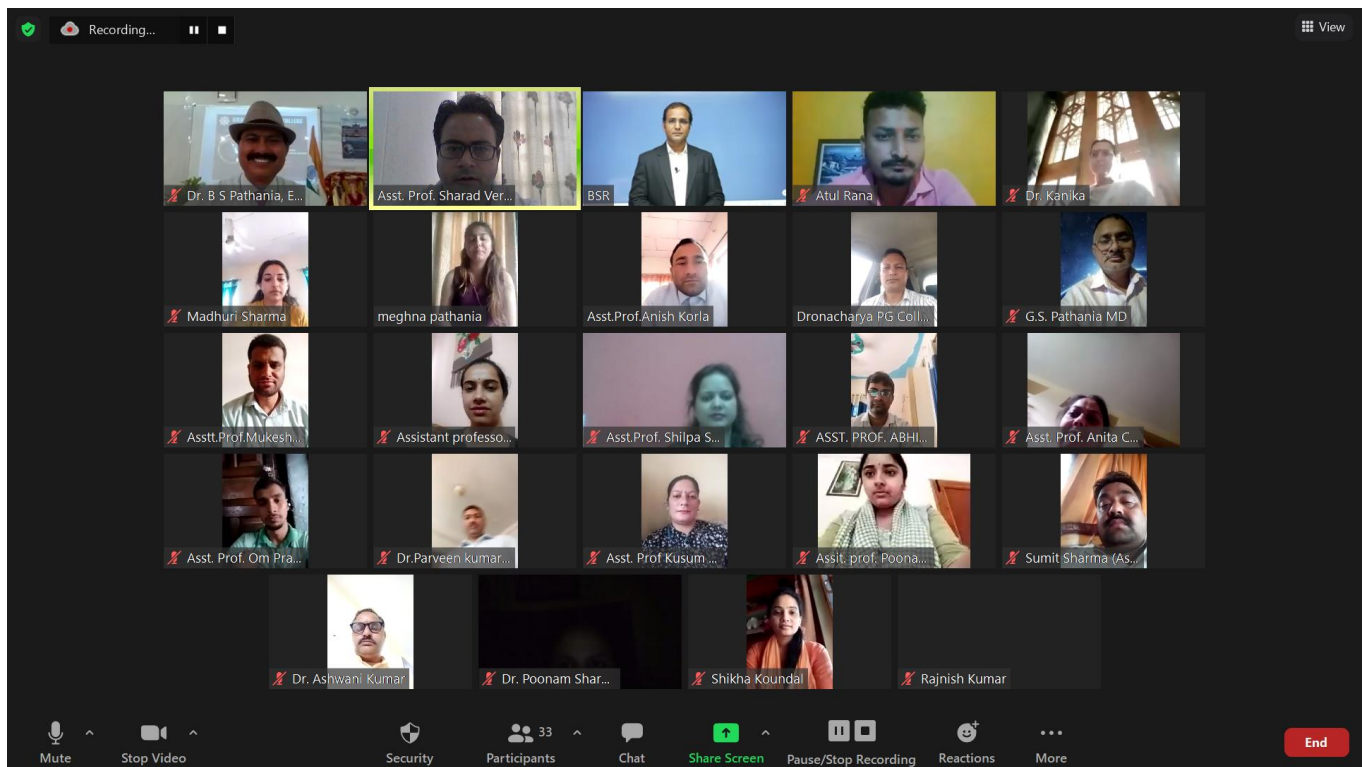 Recording...
View
Dr. B S Pathania, E...
Asst. Prof. Sharad Ver...
BSR
Atul Rana
Dr. Kanika
Madhuri Sharma
meghna pathania
Asst.Prof.Anish Korla
Dronacharya PG Coll...
G.S. Pathania MD
Astt.Prof.Mukesh...
Assistant professo...
Asst.Prof. Shilpa S...
ASST. PROF. ABHI...
Asst. Prof. Anita C...
Asst. Prof. Om Pra...
Dr.Parveen kumar...
Asst. Prof Kusum ...
Assit. prof. Poona...
Sumit Sharma (As...
Dr. Ashwani Kumar
Dr. Poonam Shar...
Shikha Koundal
Rajnish Kumar
33
Mute
Stop Video
Security
Participants
Chat
Share Screen
Pause/Stop Recording
Reactions
More
End